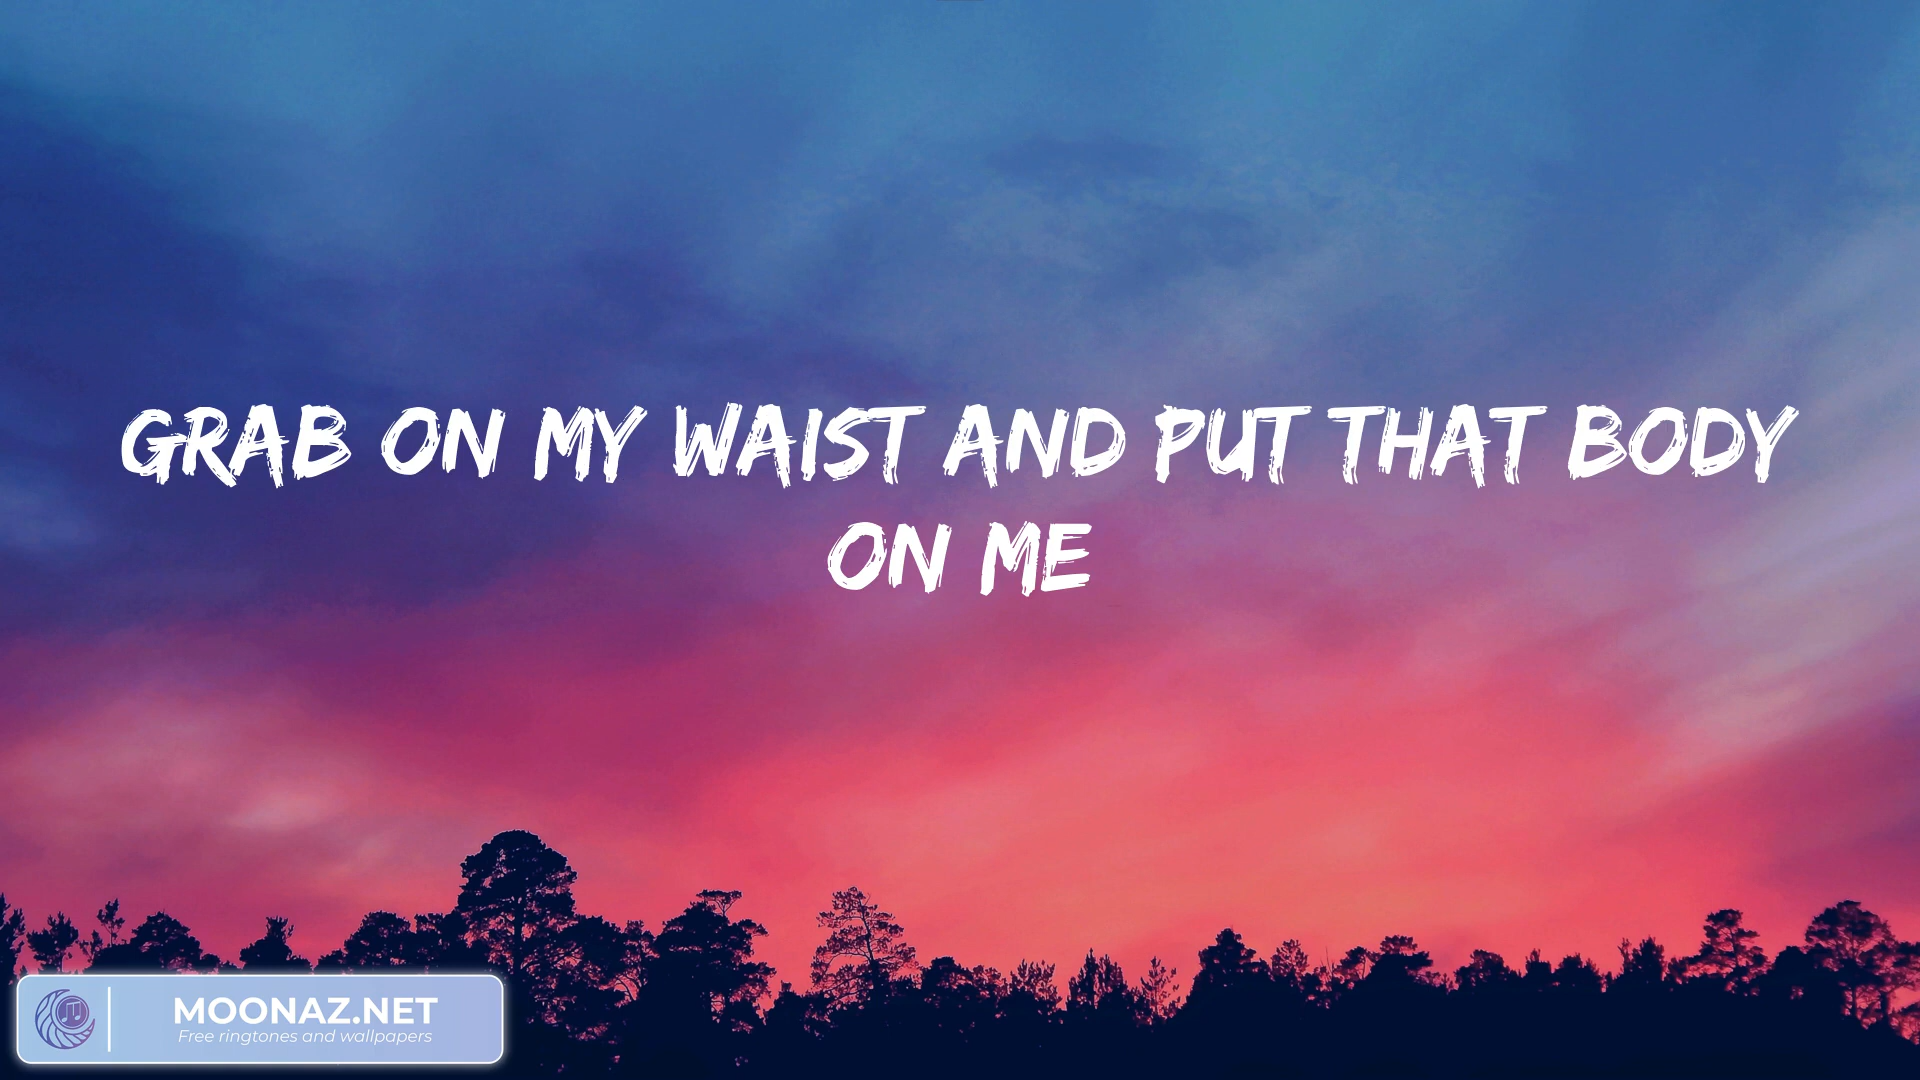 GRAB ON MY WAIST AND PUT THAT BODY
ON ME
MOONAZ.NET
Free ringtones and wallpapers